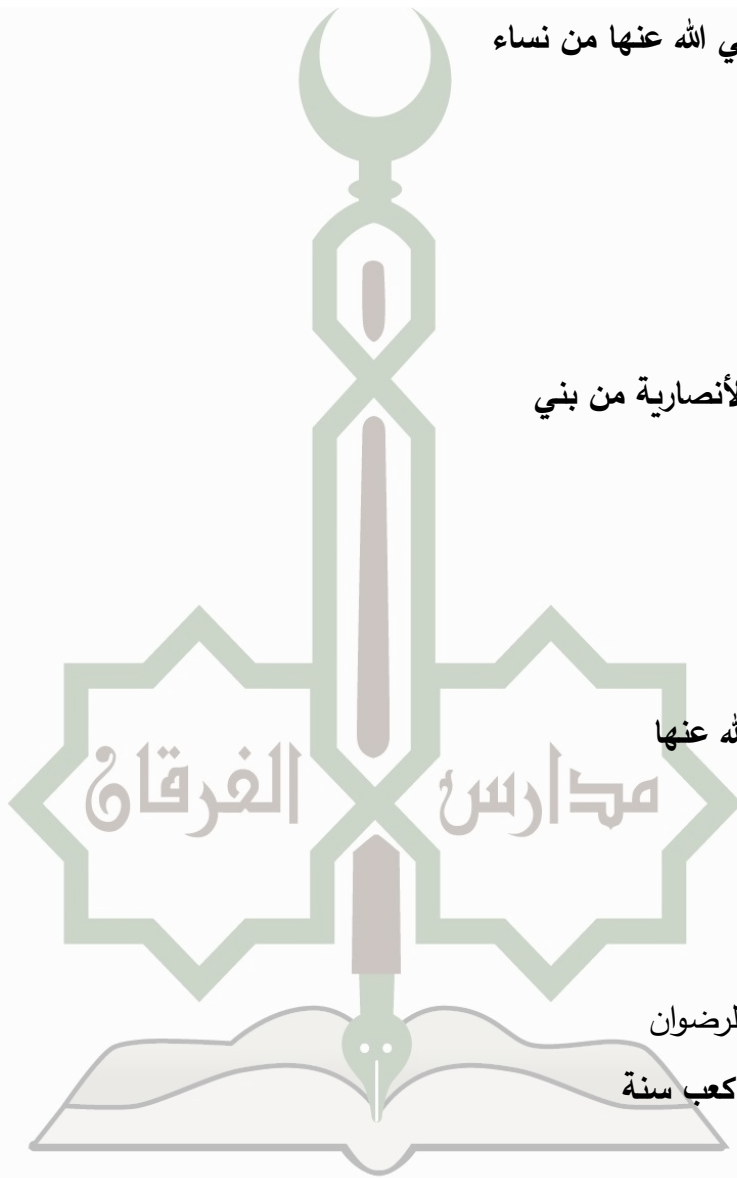 ي الله عنها من نساء
لأنصارية من بني
له عنها
مدارس الفرقان
لرضوان
كعب سنة